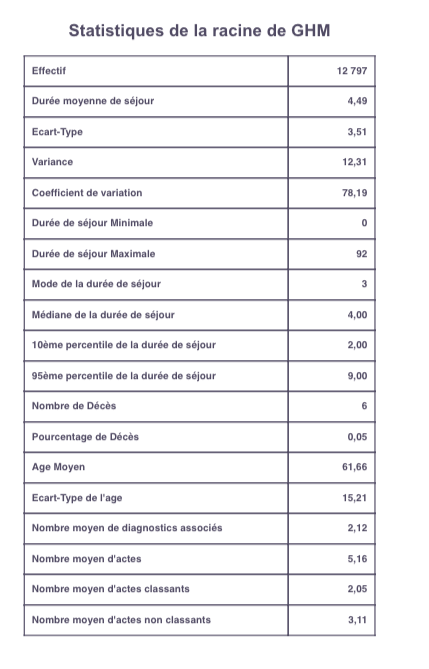 Statistiques de la racine de GHM
Effectif 12 797
Durée moyenne de séjour 4,49
Ecart-Type 3,51
Variance 12,31
Coefficient de variation 78,19
Durée de séjour Minimale 0
Durée de séjour Maximale 92
Mode de la durée de séjour 3
Médiane de la durée de séjour 4,00
10ème percentile de la durée de séjour 2,00
95ème percentile de la durée de séjour 9,00
Nombre de Décès 6
Pourcentage de Décès 0,05
Age Moyen 61,66
Ecart-Type de l'age 15,21
Nombre moyen de diagnostics associés 2,12
Nombre moyen d'actes 5,16
Nombre moyen d'actes classants 2,05
Nombre moyen d'actes non classants 3,11